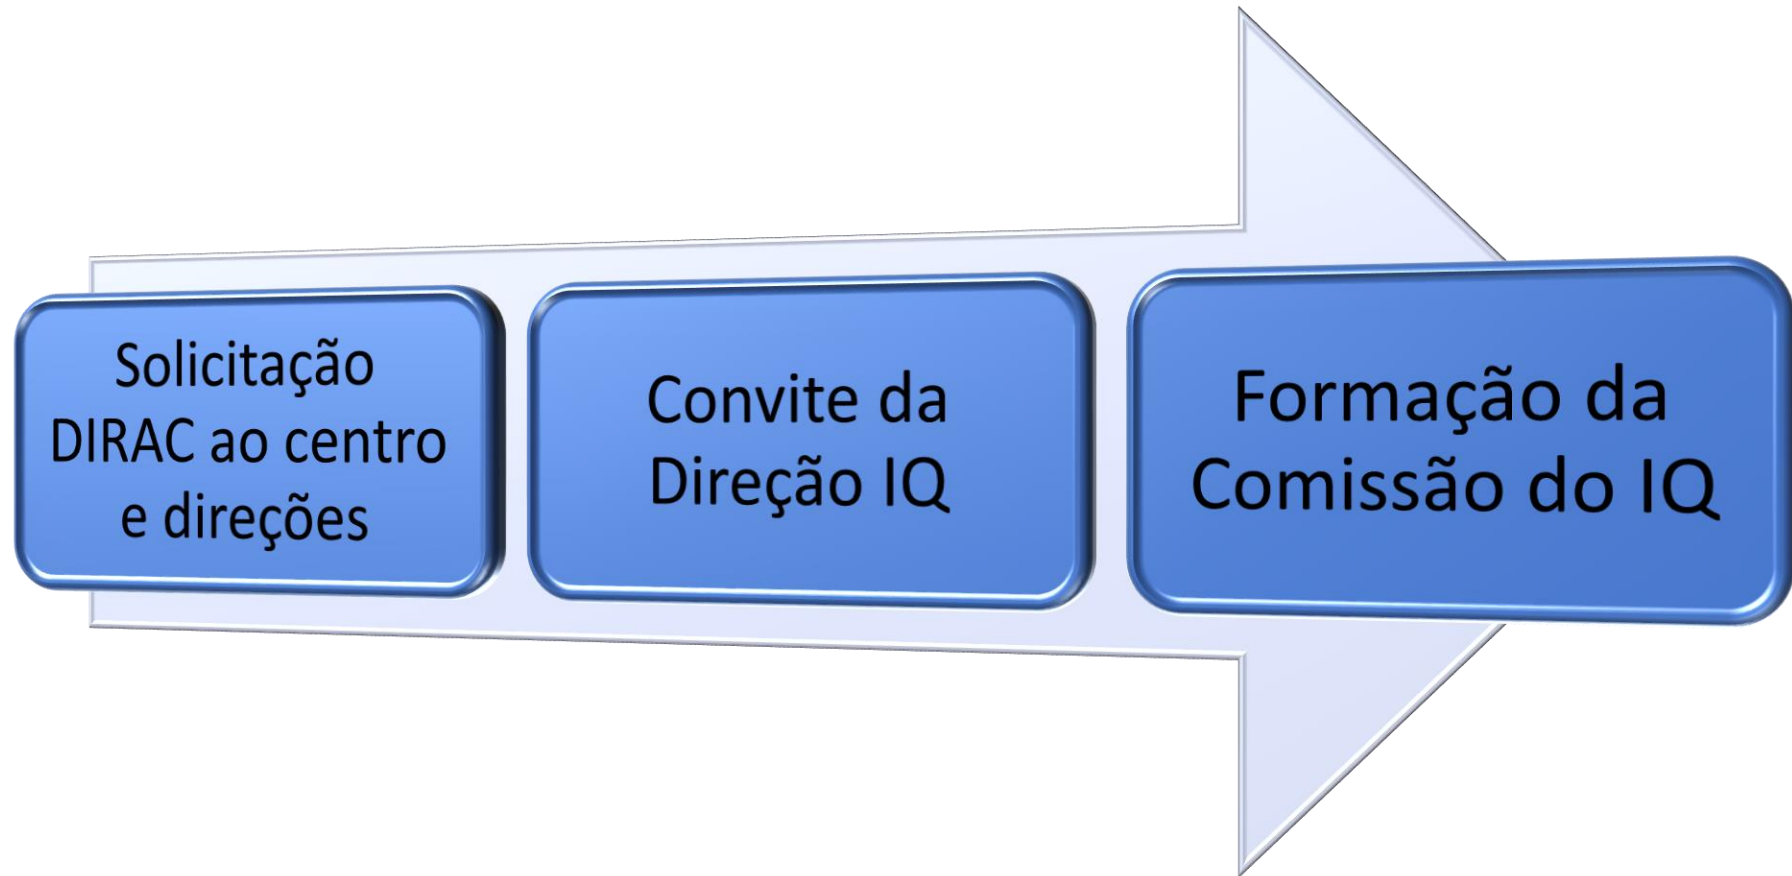 Solicitação
DIRAC ao centro
e direções
Convite da
Direção IQ
Formação da
Comissão do IQ